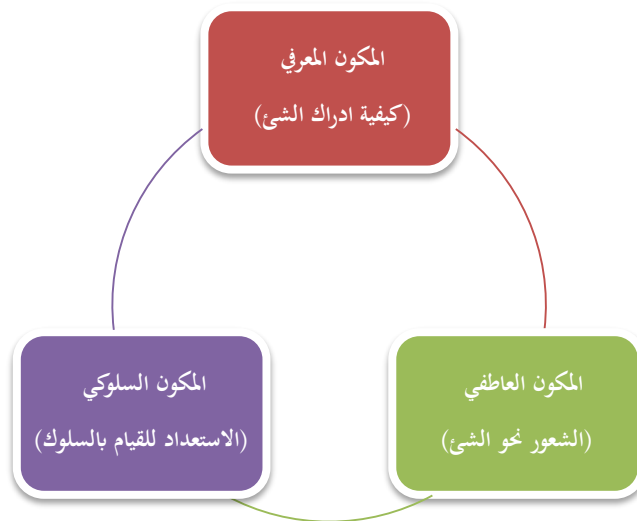 المكون المعرفي
(كيفية ادراك الشئ)
المكون العاطفي
(الشعور نحو الشئ)
المكون السلوكي
(الاستعداد للقيام بالسلوك)